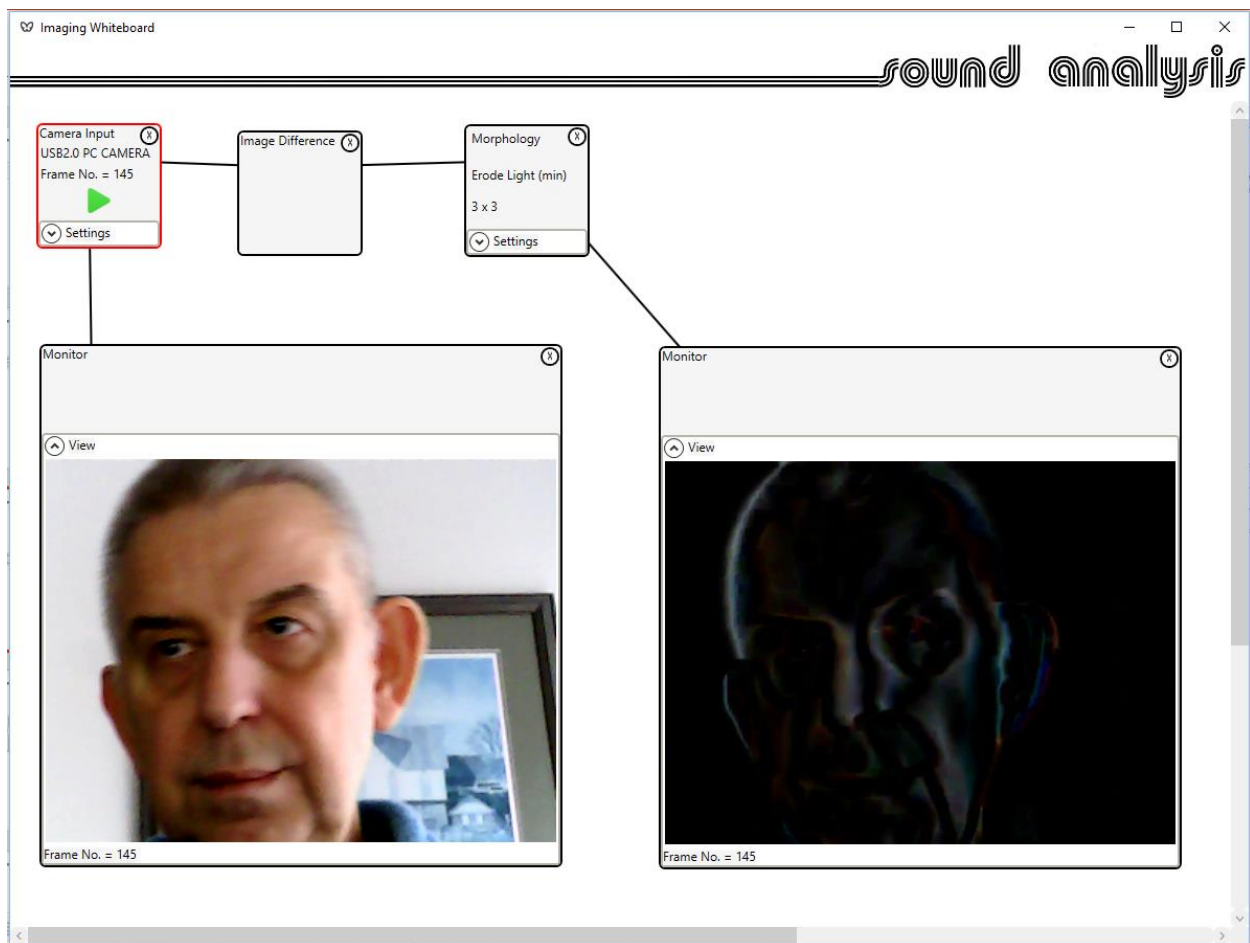 Imaging Whiteboard
sound analysis
Camera Input X
USB2.0 PC CAMERA
Frame No. = 145
Settings
Image Difference X
Morphology X
Erode Light (min)
3 x 3
Settings
Monitor X
View
Frame No. = 145
Monitor X
View
Frame No. = 145